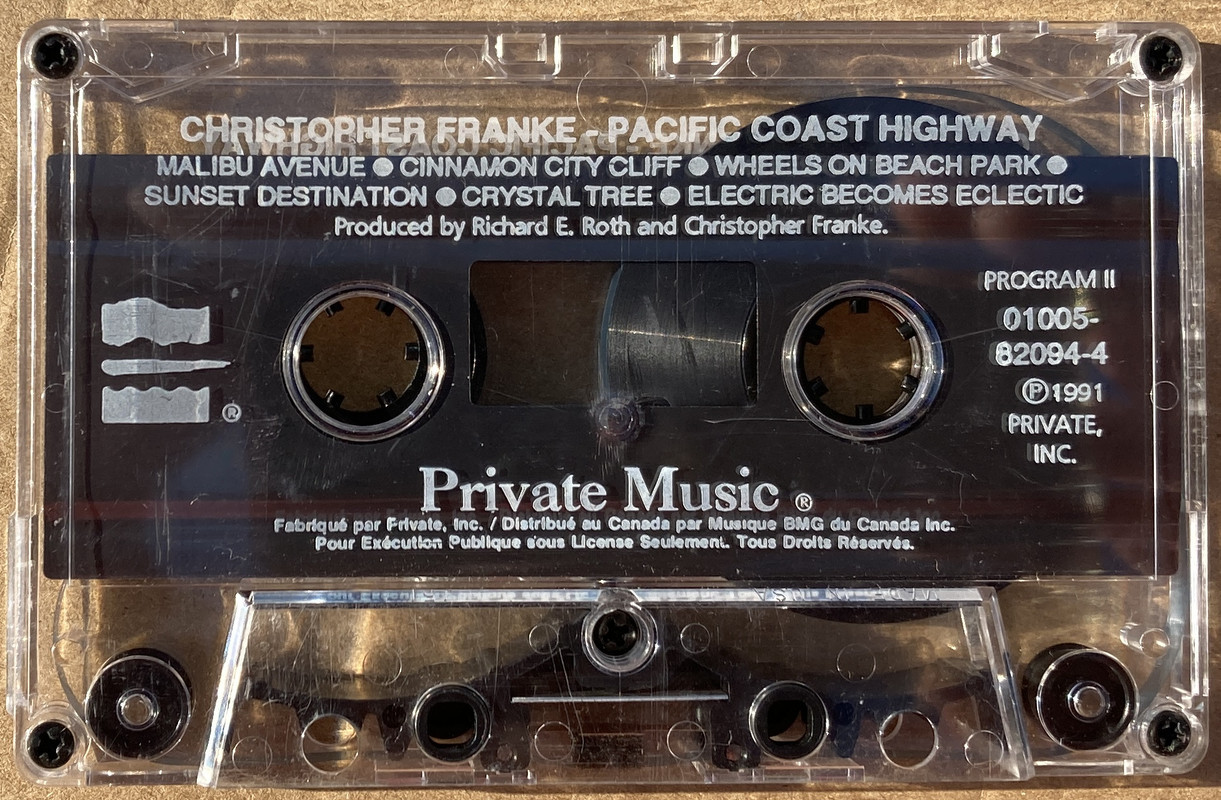 CHRISTOPHER FRANKE - PACIFIC COAST HIGHWAY
MALIBU AVENUE ● CINNAMON CITY CLIFF ● WHEELS ON BEACH PARK ●
SUNSET DESTINATION ● CRYSTAL TREE ● ELECTRIC BECOMES ECLECTIC
Produced by Richard E. Roth and Christopher Franke.
PROGRAM II
01005-
82094-4
℗1991
PRIVATE,
INC.
®
Private Music ®
Fabriqué par Private, Inc. / Distribué au Canada par Musique BMG du Canada Inc.
Pour Exécution Publique sous License Seulement. Tous Droits Réservés.